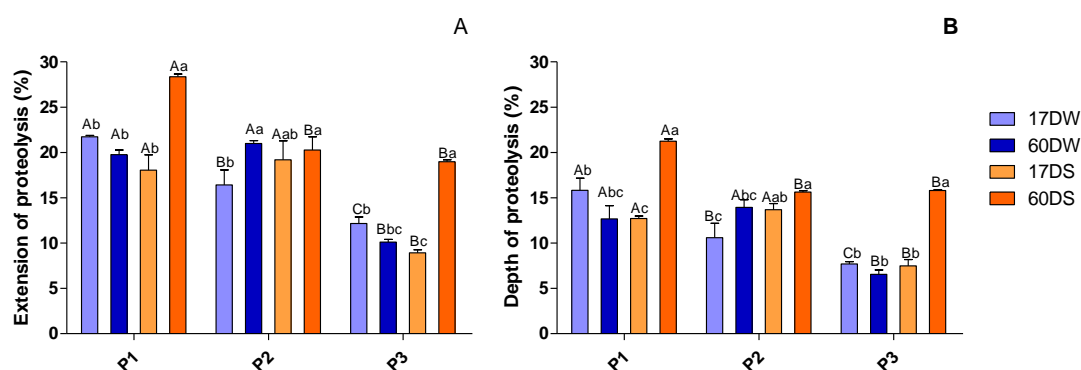 A
Extension of proteolysis (%)
30
25
20
15
10
5
0
Ab
Ab
Ab
Aa
Bb
Aa
Aab
Ba
Cb
Bbc
Bc
Ba
P1
P2
P3
B
Depth of proteolysis (%)
30
25
20
15
10
5
0
Ab
Abc
Ac
Aa
Bc
Abc
Aab
Ba
Cb
Bb
Bb
Ba
P1
P2
P3
17DW
60DW
17DS
60DS